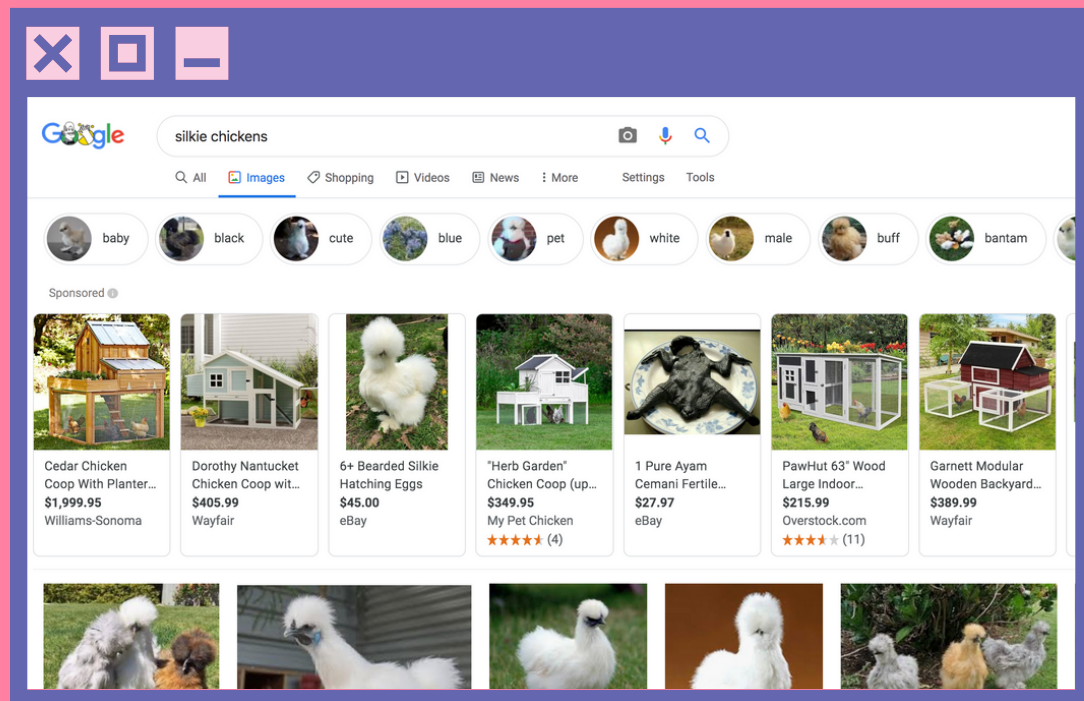 Google
silkie chickens
All Images Shopping Videos News More Settings Tools
baby black cute blue pet white male buff bantam
Sponsored
Cedar Chicken
Coop With Planter...
$1,999.95
Williams-Sonoma
Dorothy Nantucket
Chicken Coop wit...
$405.99
Wayfair
6+ Bearded Silkie
Hatching Eggs
$45.00
eBay
"Herb Garden"
Chicken Coop (up...
$349.95
My Pet Chicken
(4)
1 Pure Ayam
Cemani Fertile...
$27.97
eBay
PawHut 63" Wood
Large Indoor...
$215.99
Overstock.com
(11)
Garnett Modular
Wooden Backyard...
$389.99
Wayfair